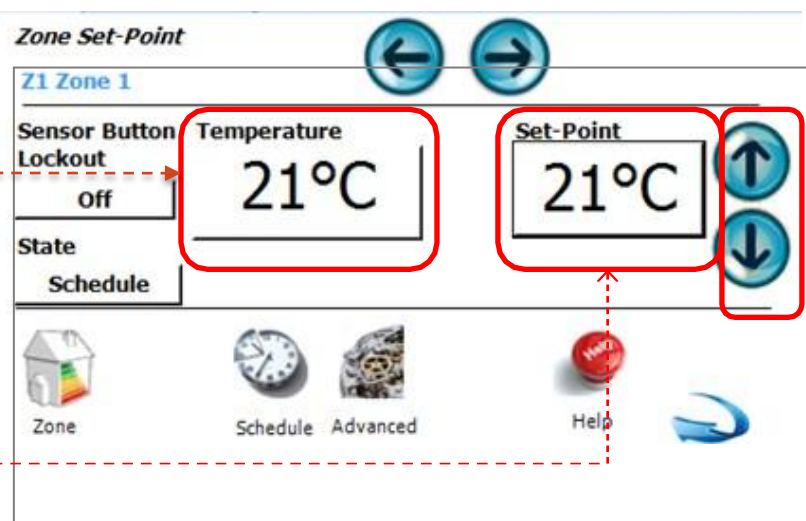 Zone Set-Point
Z1 Zone 1
Sensor Button
Lockout
Off
State
Schedule
Temperature
21°C
Set-Point
21°C
Zone
Schedule
Advanced
Help
Help